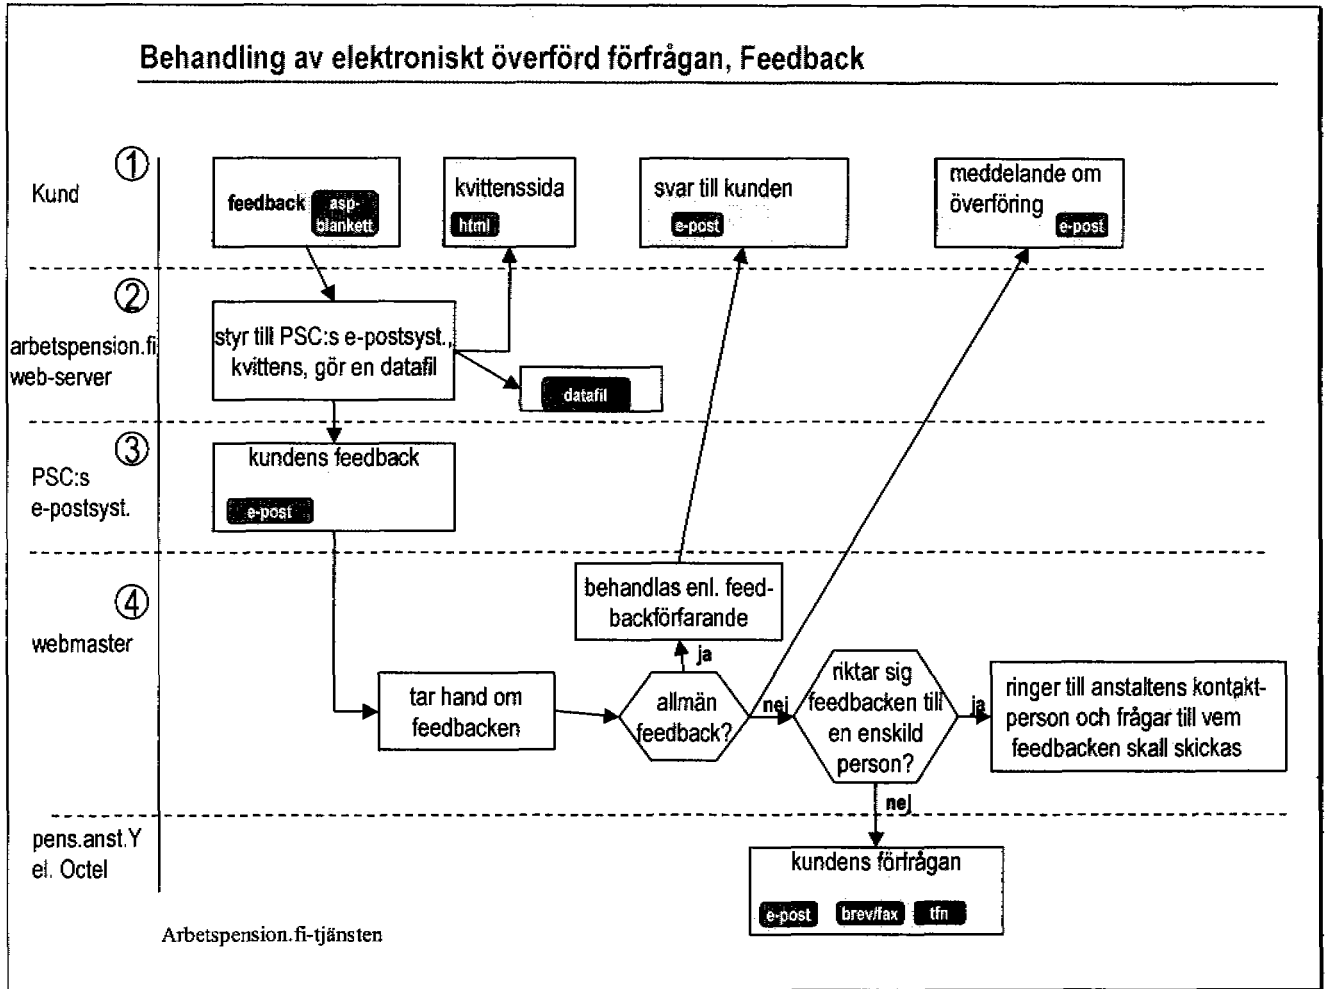 Behandling av elektroniskt överförd förfrågan, Feedback
1
Kund
feedback
asp-
blankett
kvittenssida
html
svar till kunden
e-post
meddelande om
överföring
e-post
2
arbetspension.fi
web-server
styr till PSC:s e-postsyst.,
kvittens, gör en datafil
datafil
3
PSC:s
e-postsyst.
kundens feedback
e-post
4
webmaster
behandlas enl. feed-
backförfarande
ja
tar hand om
feedbacken
allmän
feedback?
nej
riktar sig
feedbacken till
en enskild
person?
ja
ringer till anstaltens kontakt-
person och frågar till vem
feedbacken skall skickas
nej
pens.anst.Y
el. Octel
kundens förfrågan
e-post
brev/fax
tfn
Arbetspension.fi-tjänsten